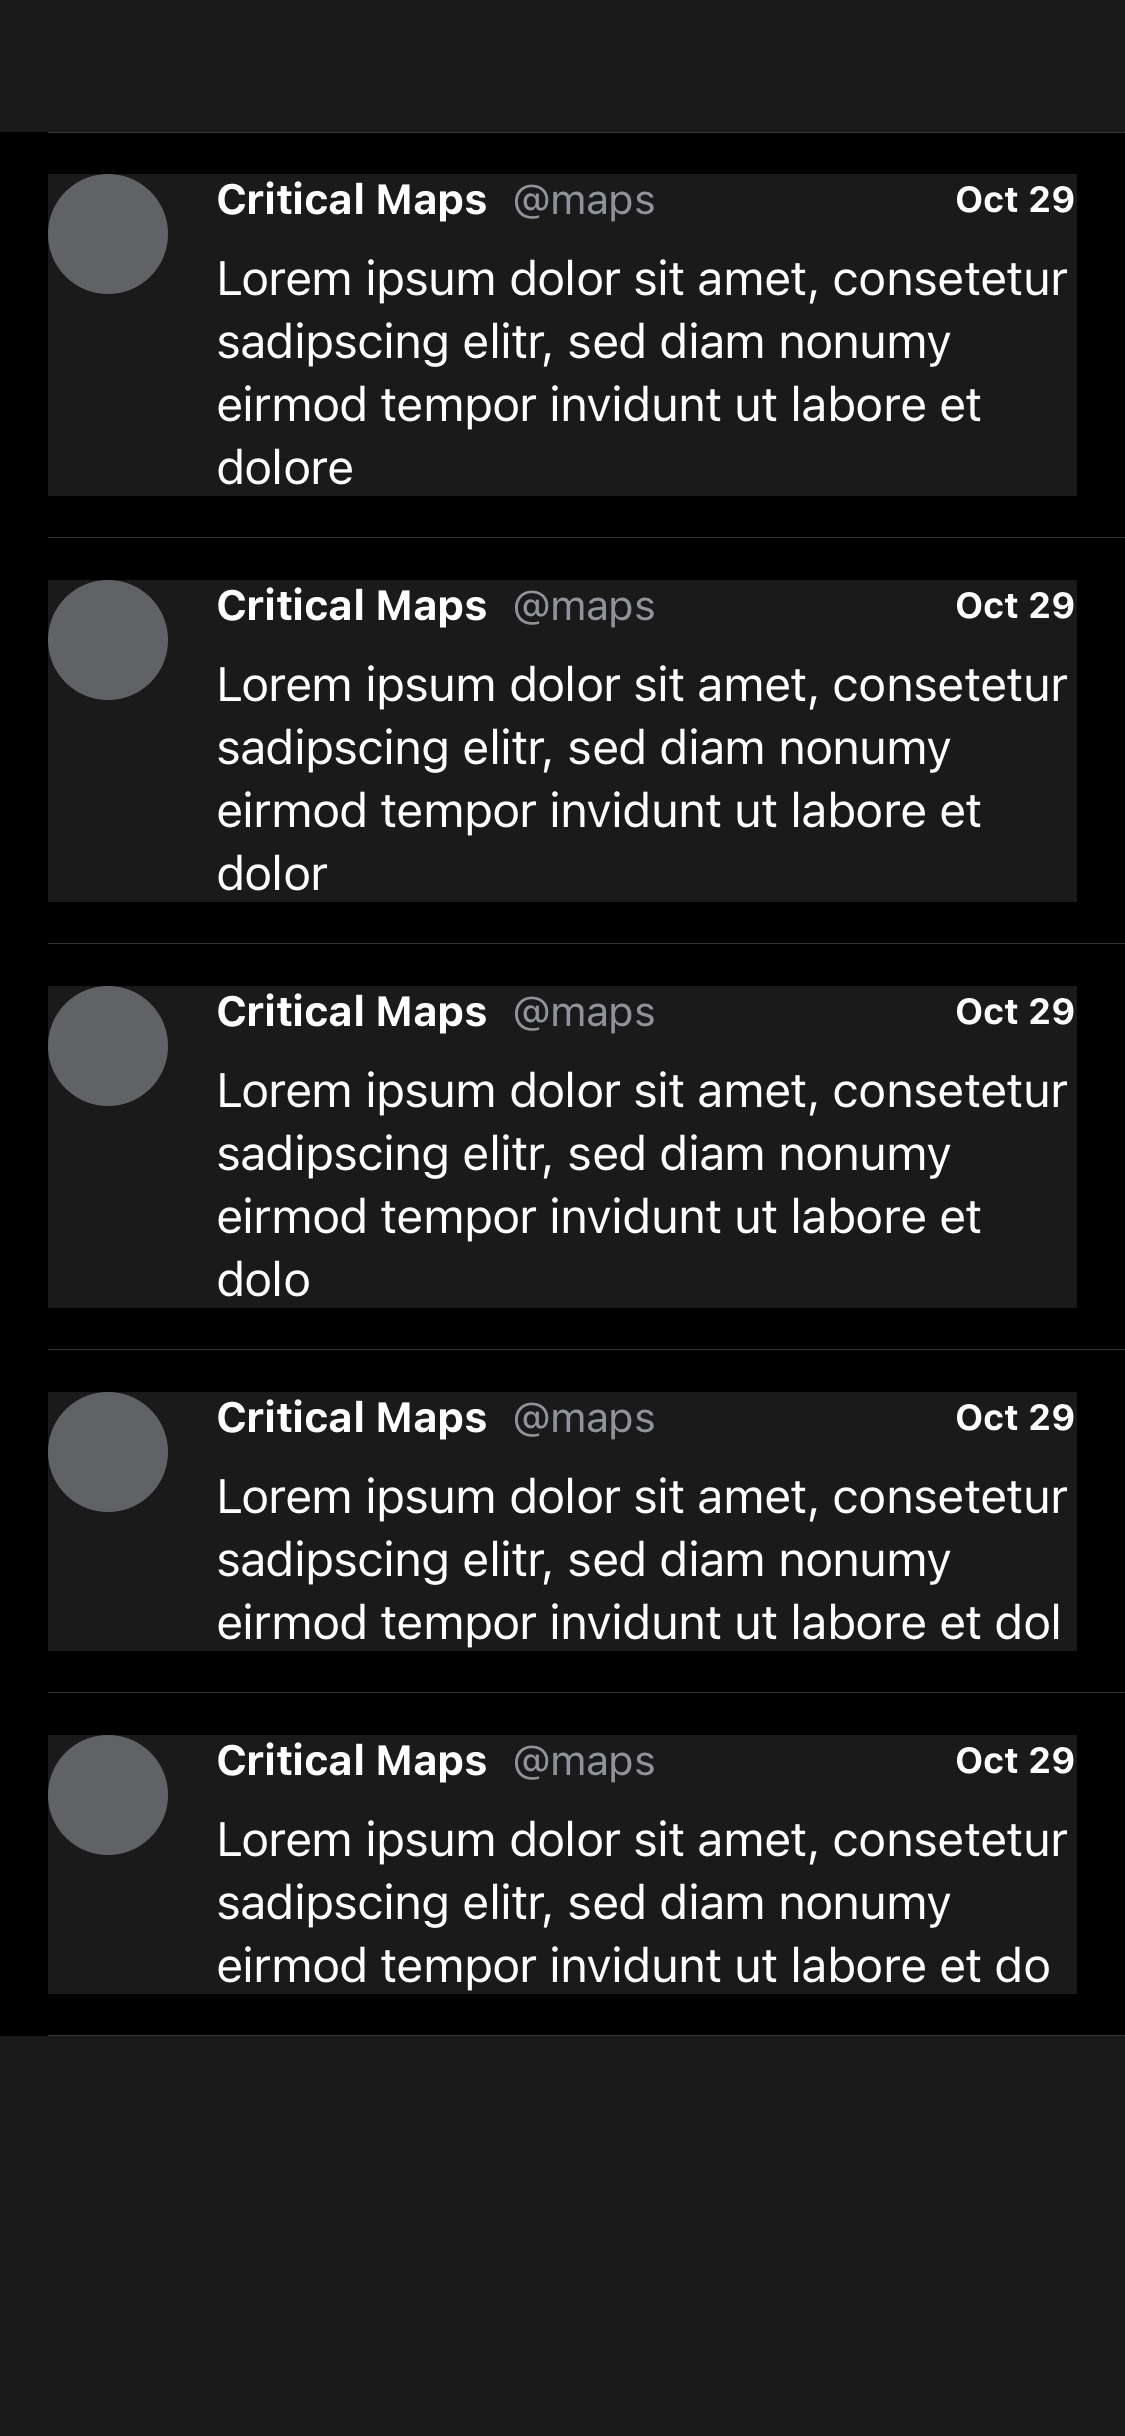 Critical Maps @maps Oct 29
Lorem ipsum dolor sit amet, consetetur
sadipscing elitr, sed diam nonumy
eirmod tempor invidunt ut labore et
dolore
Critical Maps @maps Oct 29
Lorem ipsum dolor sit amet, consetetur
sadipscing elitr, sed diam nonumy
eirmod tempor invidunt ut labore et
dolor
Critical Maps @maps Oct 29
Lorem ipsum dolor sit amet, consetetur
sadipscing elitr, sed diam nonumy
eirmod tempor invidunt ut labore et
dolo
Critical Maps @maps Oct 29
Lorem ipsum dolor sit amet, consetetur
sadipscing elitr, sed diam nonumy
eirmod tempor invidunt ut labore et dol
Critical Maps @maps Oct 29
Lorem ipsum dolor sit amet, consetetur
sadipscing elitr, sed diam nonumy
eirmod tempor invidunt ut labore et do